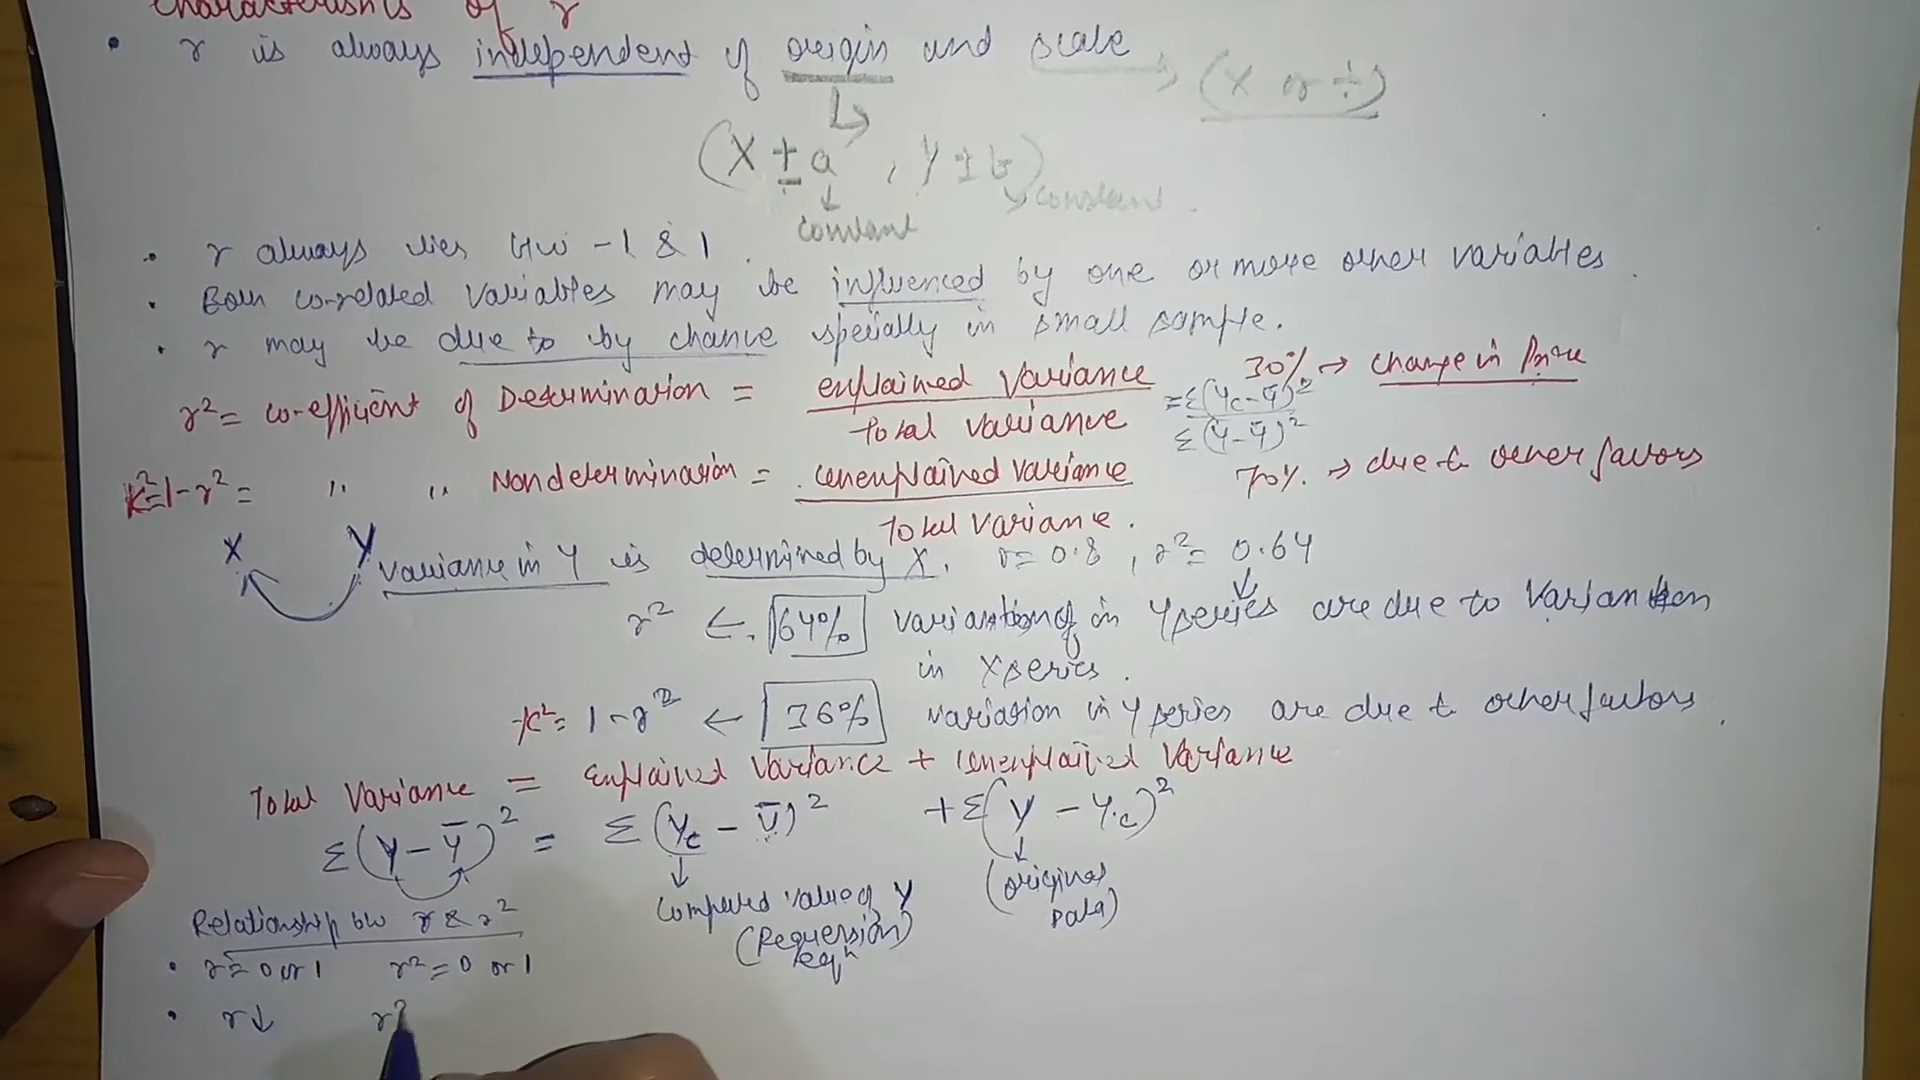 Characteristics of r
• r is always independent of origin and scale → (X or ÷)
(X ± a , Y ± b)
constant
constant
• r always lies btw -1 & 1
• Both co-related variables may be influenced by one or more other variables.
• r may be due to by chance specially in small sample.
30% → change in Price
r² = co-efficient of Determination = explained Variance / Total Variance = Σ(Yc - Ȳ)² / Σ(Y - Ȳ)²
70% → due to other factors
K² = 1 - r² = ,, ,, Nondetermination = unexplained variance / Total variance.
X Y variance in Y is determined by X. r = 0.8 , r² = 0.64
r² ← 64% variation in Y series are due to variation
in X series.
K² = 1 - r² ← 36% variation in Y series are due to other factors.
Total Variance = Explained Variance + Unexplained Variance
Σ(Y - Ȳ)² = Σ(Yc - Ȳ)² + Σ(Y - Yc)²
Computed value of Y
(Regression
eqⁿ)
(original
Data)
Relationship bw r & r²
• r = 0 or 1 r² = 0 or 1
• r↓ r²